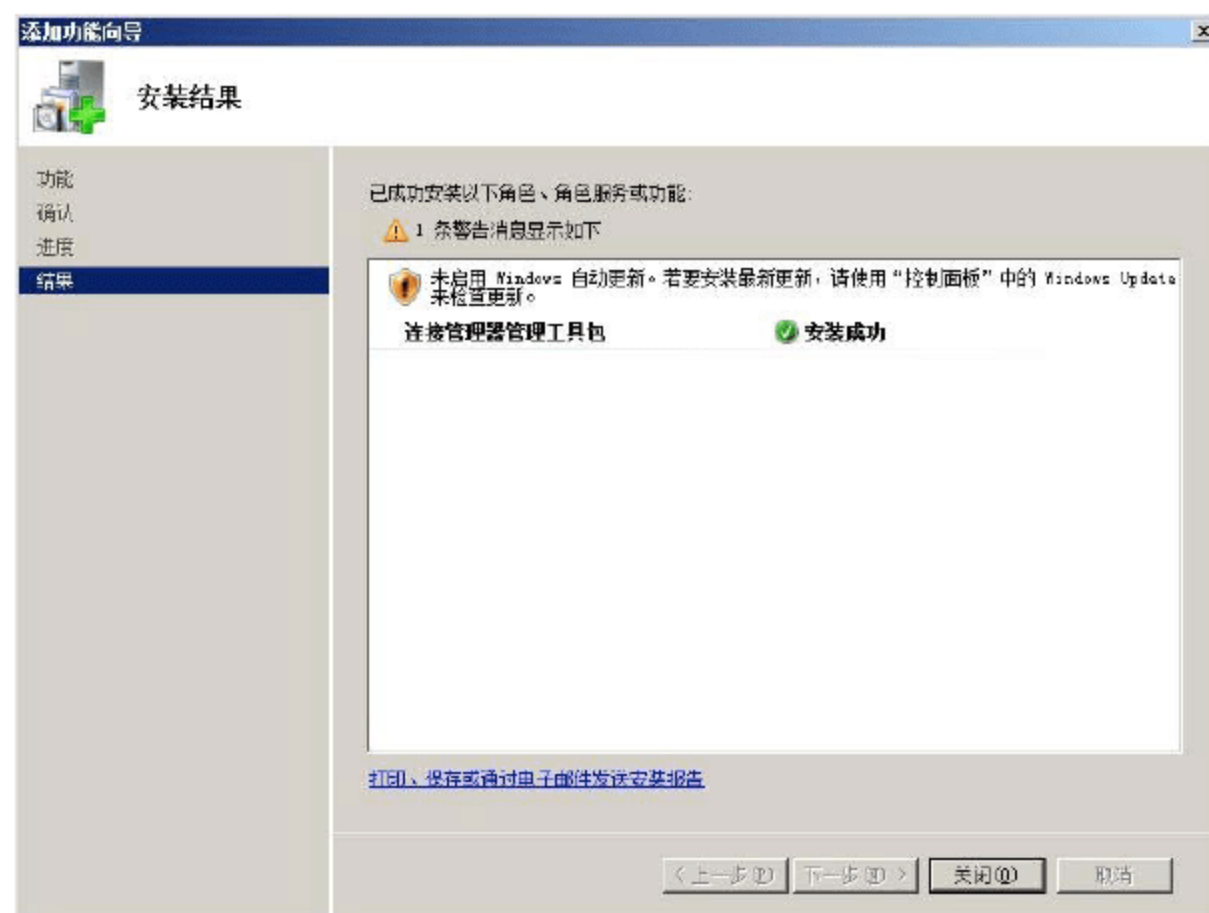 添加功能向导
安装结果
功能
确认
进度
结果
已成功安装以下角色、角色服务或功能:
1 条警告消息显示如下
未启用 Windows 自动更新。若要安装最新更新，请使用“控制面板”中的 Windows Update
来检查更新。
连接管理器管理工具包 安装成功
打印、保存或通过电子邮件发送安装报告
< 上一步(P) 下一步(N) > 关闭(O) 取消